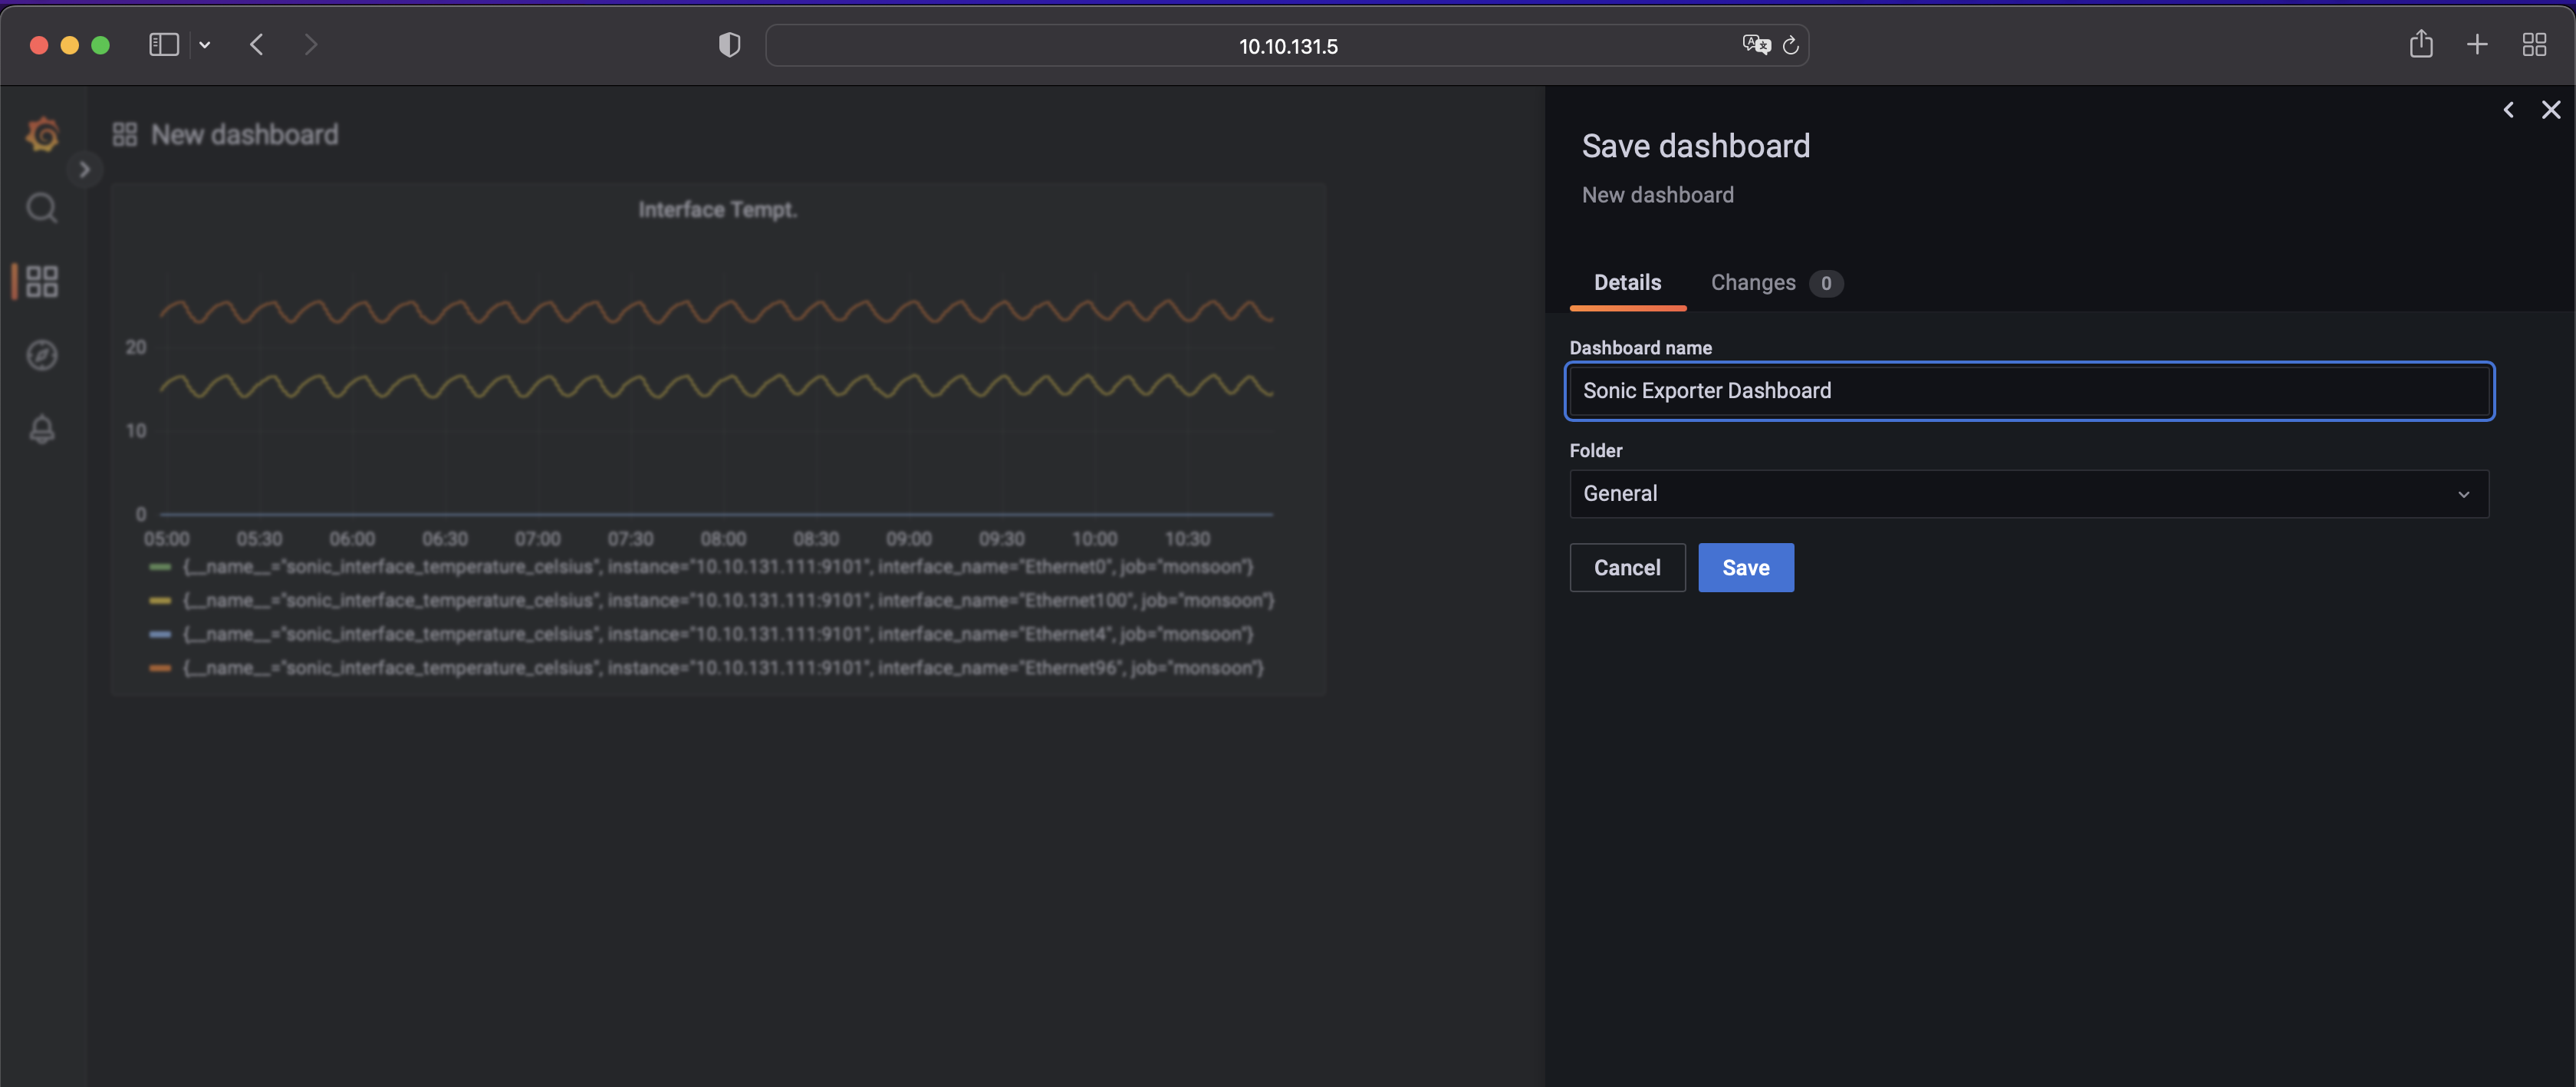 10.10.131.5
New dashboard
Interface Tempt.
20
10
0
05:00 05:30 06:00 06:30 07:00 07:30 08:00 08:30 09:00 09:30 10:00 10:30
{__name__="sonic_interface_temperature_celsius", instance="10.10.131.111:9101", interface_name="Ethernet0", job="monsoon"}
{__name__="sonic_interface_temperature_celsius", instance="10.10.131.111:9101", interface_name="Ethernet100", job="monsoon"}
{__name__="sonic_interface_temperature_celsius", instance="10.10.131.111:9101", interface_name="Ethernet4", job="monsoon"}
{__name__="sonic_interface_temperature_celsius", instance="10.10.131.111:9101", interface_name="Ethernet96", job="monsoon"}
Save dashboard
New dashboard
Details Changes 0
Dashboard name
Sonic Exporter Dashboard
Folder
General
Cancel Save